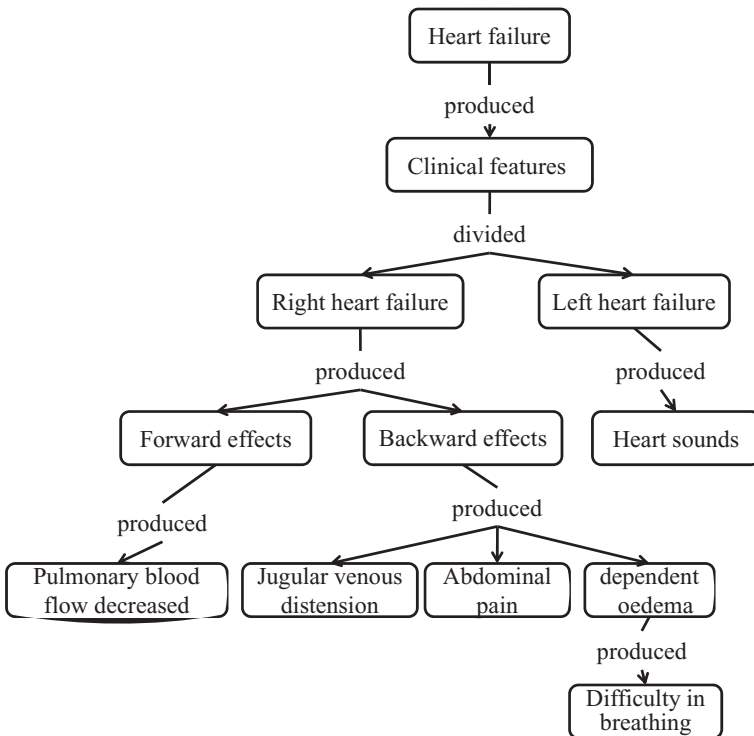 Heart failure
produced
Clinical features
divided
Right heart failure
Left heart failure
produced
produced
Forward effects
Backward effects
Heart sounds
produced
produced
Pulmonary blood
flow decreased
Jugular venous
distension
Abdominal
pain
dependent
oedema
produced
Difficulty in
breathing